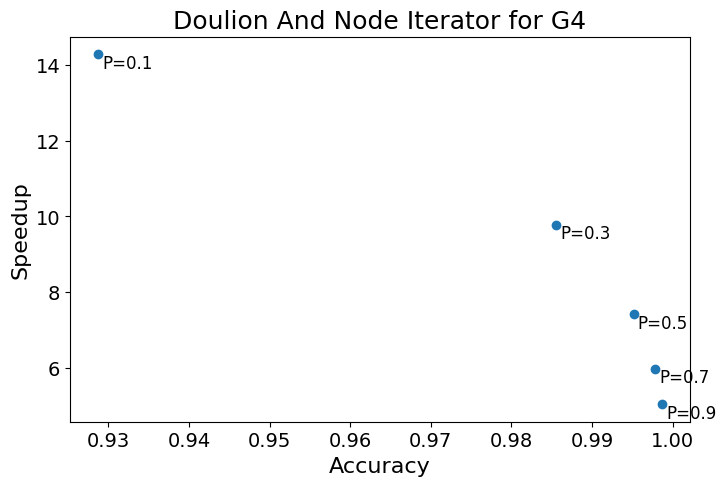 Doulion And Node Iterator for G4
14
12
10
8
6
Speedup
P=0.1
P=0.3
P=0.5
P=0.7
P=0.9
0.93 0.94 0.95 0.96 0.97 0.98 0.99 1.00
Accuracy